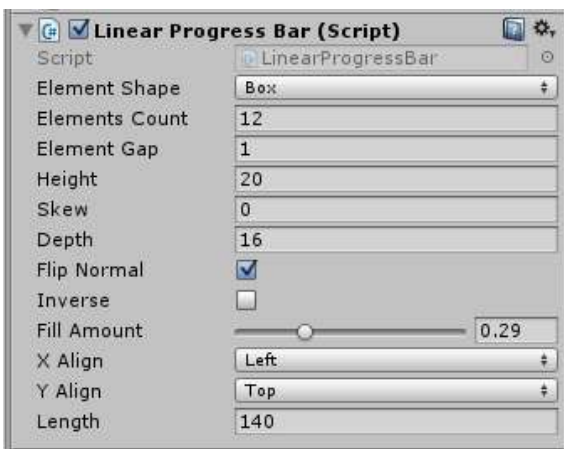 Linear Progress Bar (Script)
Script LinearProgressBar
Element Shape Box
Elements Count 12
Element Gap 1
Height 20
Skew 0
Depth 16
Flip Normal
Inverse
Fill Amount 0.29
X Align Left
Y Align Top
Length 140